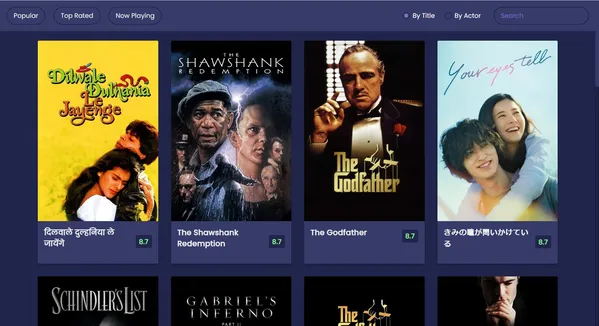 Popular
Top Rated
Now Playing
By Title
By Actor
Search
Dilwale
Dulhania
Le
Jayenge
THE
SHAWSHANK
REDEMPTION
The
Godfather
Your eyes tell
दिलवाले दुल्हनिया ले
जायेंगे
8.7
The Shawshank
Redemption
8.7
The Godfather
8.7
きみの瞳が問いかけてい
る
8.7
SCHINDLER'S LIST
GABRIEL'S
INFERNO
PART II
The